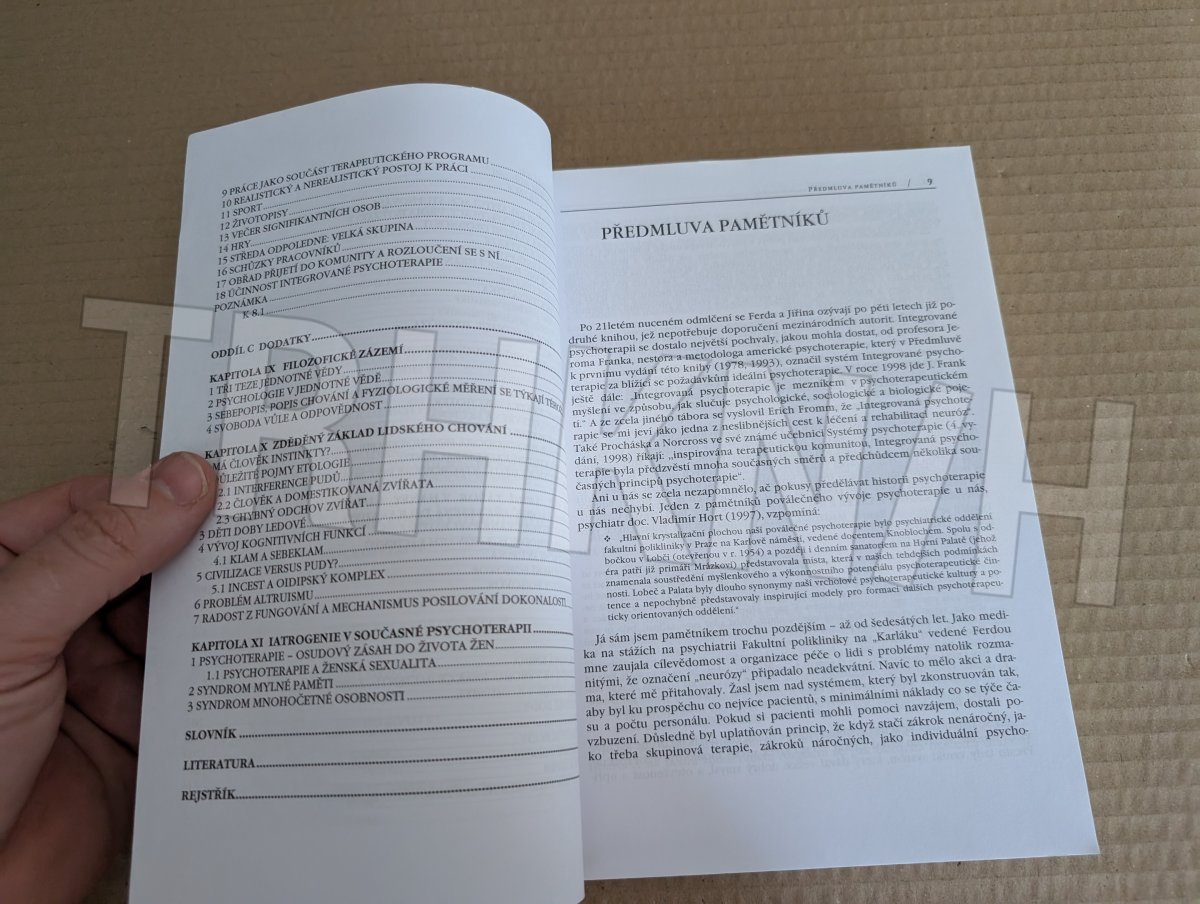 9 PRÁCE JAKO SOUČÁST TERAPEUTICKÉHO PROGRAMU
10 REALISTICKÝ A NEREALISTICKÝ POSTOJ K PRÁCI
11 SPORT
12 ŽIVOTOPISY
13 VEČER SIGNIFIKANTNÍCH OSOB
14 HRY
15 STŘEDA ODPOLEDNE: VELKÁ SKUPINA
16 SCHŮZKY PRACOVNÍKŮ
17 OBŘAD PŘIJETÍ DO KOMUNITY A ROZLOUČENÍ SE S NÍ
18 ÚČINNOST INTEGROVANÉ PSYCHOTERAPIE
POZNÁMKA
K 8.1
ODDÍL C DODATKY
KAPITOLA IX FILOZOFICKÉ ZÁZEMÍ
1 TŘI TEZE JEDNOTNÉ VĚDY
2 PSYCHOLOGIE V JEDNOTNÉ VĚDĚ
3 SEBEPOPIS, POPIS CHOVÁNÍ A FYZIOLOGICKÉ MĚŘENÍ SE TÝKAJÍ
4 SVOBODA VŮLE A ODPOVĚDNOST
KAPITOLA X ZDĚDĚNÝ ZÁKLAD LIDSKÉHO CHOVÁNÍ
MÁ ČLOVĚK INSTINKTY?
DŮLEŽITÉ POJMY ETOLOGIE
2.1 INTERFERENCE PUDŮ
2.2 ČLOVĚK A DOMESTIKOVANÁ ZVÍŘATA
2.3 CHYBNÝ ODCHOV ZVÍŘAT
3 DĚTI DOBY LEDOVÉ
4 VÝVOJ KOGNITIVNÍCH FUNKCÍ
4.1 KLAM A SEBEKLAM
5 CIVILIZACE VERSUS PUDY?
5.1 INCEST A OIDIPSKÝ KOMPLEX
6 PROBLÉM ALTRUISMU
7 RADOST Z FUNGOVÁNÍ A MECHANISMUS POSILOVÁNÍ DOKONALOSTI
KAPITOLA XI IATROGENIE V SOUČASNÉ PSYCHOTERAPII
1 PSYCHOTERAPIE – OSUDOVÝ ZÁSAH DO ŽIVOTA ŽEN
1.1 PSYCHOTERAPIE A ŽENSKÁ SEXUALITA
2 SYNDROM MYLNÉ PAMĚTI
3 SYNDROM MNOHOČETNÉ OSOBNOSTI
SLOVNÍK
LITERATURA
REJSTŘÍK
PŘEDMLUVA PAMĚTNÍKŮ / 9
PŘEDMLUVA PAMĚTNÍKŮ
Po 21letém nuceném odmlčení se Ferda a Jiřina ozývají po pěti letech již po-
druhé knihou, jež nepotřebuje doporučení mezinárodních autorit. Integrované
psychoterapii se dostalo největší pochvaly, jakou mohla dostat, od profesora Je-
roma Franka, nestora a metodologa americké psychoterapie, který v Předmluvě
k prvnímu vydání této knihy (1978, 1993), označil systém Integrované psycho-
terapie za bližící se požadavkům ideální psychoterapie. V roce 1998 jde J. Frank
ještě dále: „Integrovaná psychoterapie je mezníkem v psychoterapeutickém
myšlení v způsobu, jak slučuje psychologické, sociologické a biologické poje-
tí.“ A ze zcela jiného tábora se vyslovil Erich Fromm, že „Integrovaná psychote-
rapie se mi jeví jako jedna z neslibnějších cest k léčení a rehabilitaci neuróz“.
Také Procháska a Norcross ve své známé učebnici Systémy psychoterapie (4. vy-
dání, 1998) říkají: „inspirována terapeutickou komunitou, Integrovaná psycho-
terapie byla předzvěstí mnoha současných směrů a předchůdcem několika sou-
časných principů psychoterapie“.
Ani u nás se zcela nezapomnělo, ač pokusy předělávat historii psychoterapie
u nás nechybí. Jeden z pamětníků poválečného vývoje psychoterapie u nás,
psychiatr doc. Vladimír Hort (1997), vzpomíná:
❖ „Hlavní krystalizační plochou naší poválečné psychoterapie bylo psychiatrické oddělení
fakultní polikliniky v Praze na Karlově náměstí, vedené docentem Knoblochem. Spolu s od-
bočkou v Lobči (otevřenou v r. 1954) a později i denním sanatoriem na Horní Palatě (jehož
éra patří již primáři Mrázkovi) představovala místa, která v našich tehdejších podmínkách
znamenala soustředění myšlenkového a výkonnostního potenciálu psychoterapeutické čin-
nosti. Lobeč a Palata byly dlouho synonymy naší vrcholové psychoterapeutické kultury a po-
tence a nepochybně představovaly inspirující modely pro formaci dalších psychoterapeu-
ticky orientovaných oddělení.“
Já sám jsem pamětníkem trochu pozdějším – až od šedesátých let. Jako medi-
ka na stážích na psychiatrii Fakultní polikliniky na „Karláku“ vedené Ferdou
mne zaujala cílevědomost a organizace péče o lidi s problémy natolik rozma-
nitými, že označení „neurózy“ připadalo neadekvátní. Navíc to mělo akci a dra-
ma, které mě přitahovaly. Žasl jsem nad systémem, který byl zkonstruován tak,
aby byl ku prospěchu co nejvíce pacientů, s minimálními náklady co se týče ča-
su a počtu personálu. Pokud si pacienti mohli pomoci navzájem, dostali po-
vzbuzení. Důsledně byl uplatňován princip, že když stačí zákrok nenáročný, ja-
ko třeba skupinová terapie, zákroků náročných, jako individuální psycho-
TRHKNIH